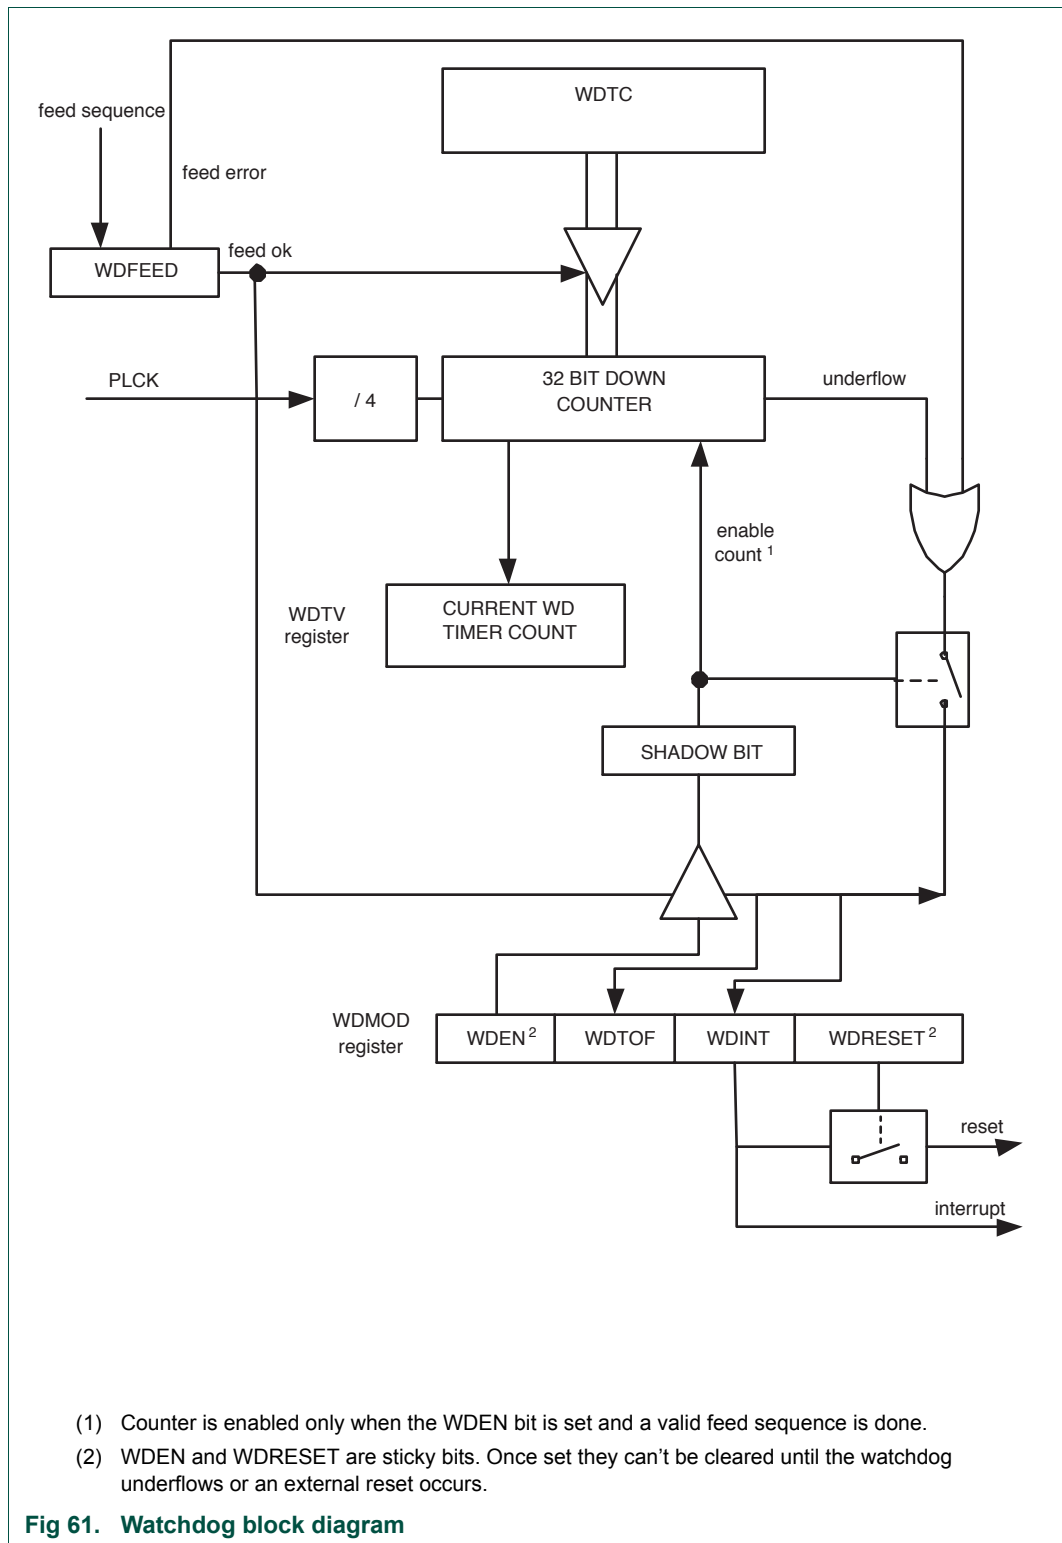 WDTC
feed sequence
feed error
feed ok
WDFEED
PLCK
/ 4
32 BIT DOWN
COUNTER
underflow
enable
count 1
WDTV
register
CURRENT WD
TIMER COUNT
SHADOW BIT
WDMOD
register
WDEN 2
WDTOF
WDINT
WDRESET 2
reset
interrupt
(1) Counter is enabled only when the WDEN bit is set and a valid feed sequence is done.
(2) WDEN and WDRESET are sticky bits. Once set they can’t be cleared until the watchdog
underflows or an external reset occurs.
Fig 61. Watchdog block diagram